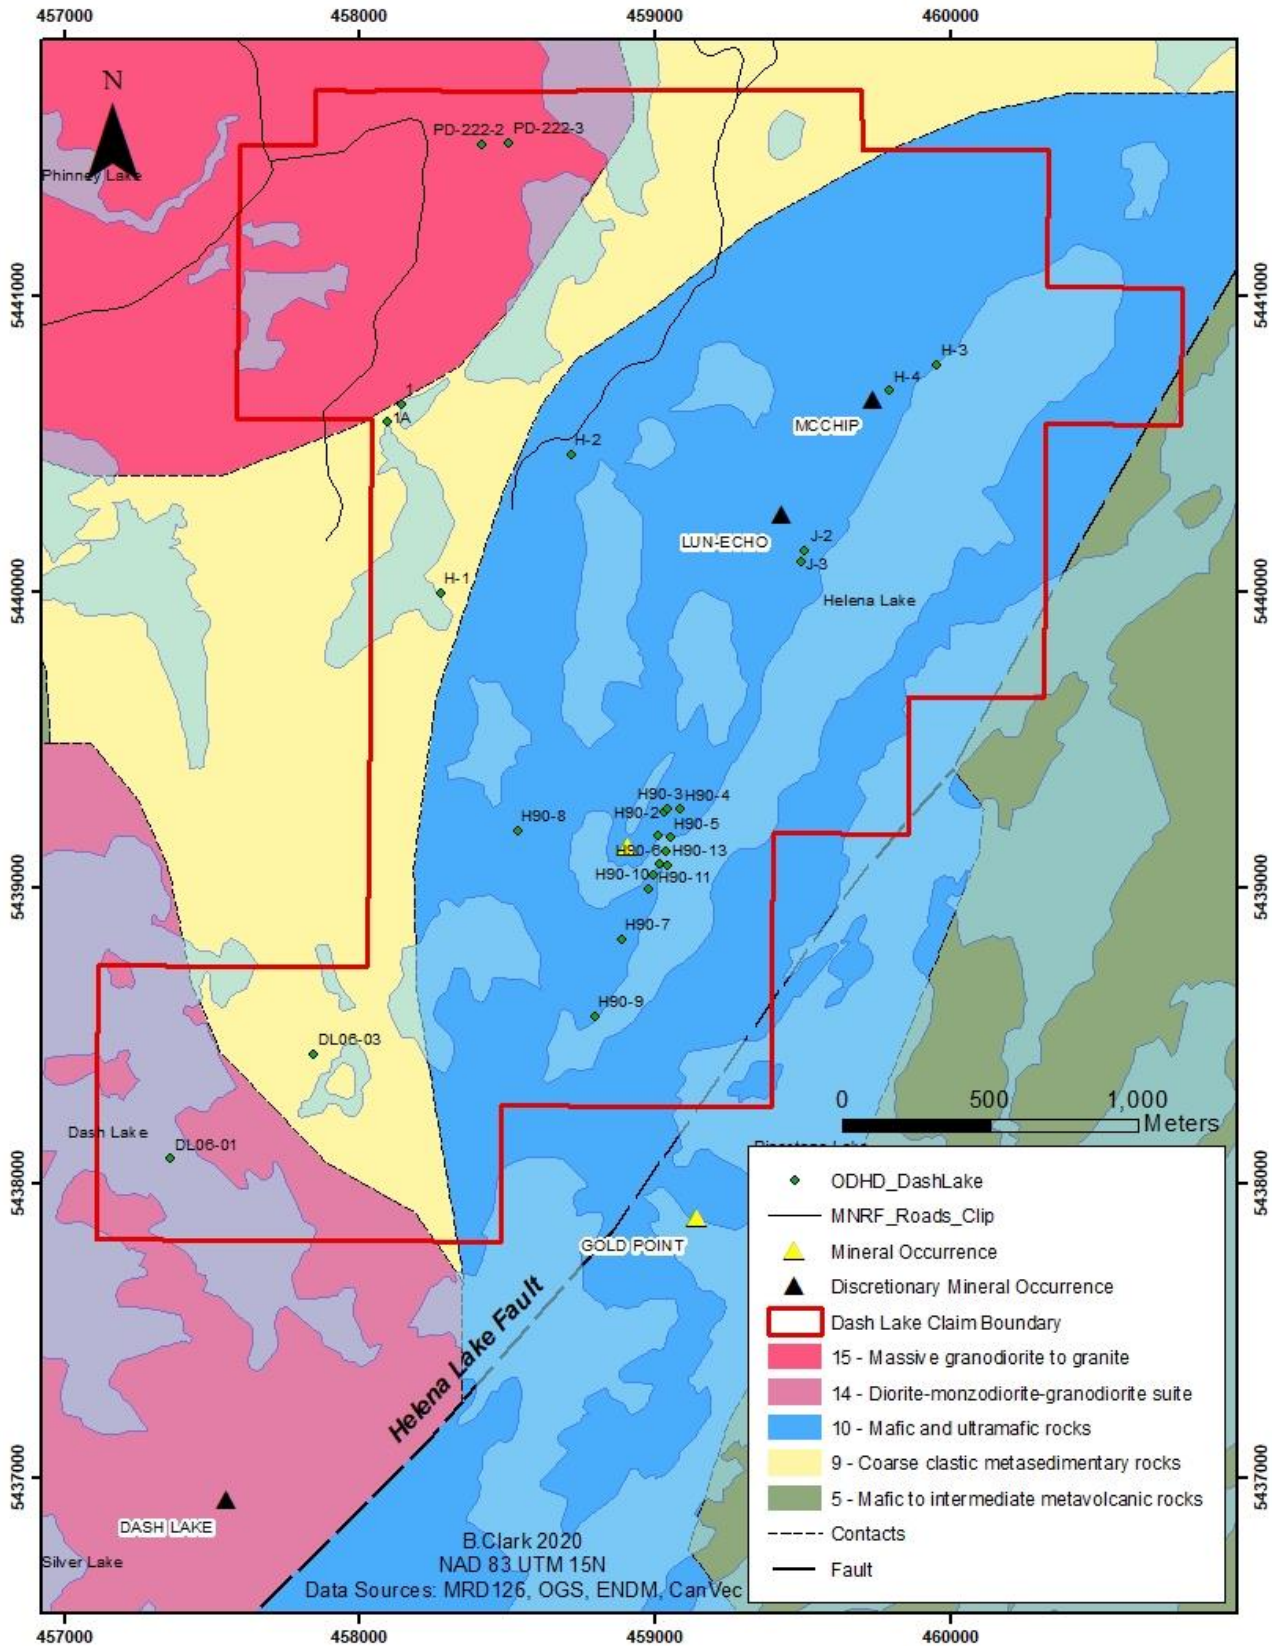 457000 458000 459000 460000
N
PD-222-2 PD-222-3
Phinney Lake
5441000 5441000
H-3
H-4
1
MCCHIP
1A
H-2
LUN-ECHO
J-2
J-3
H-1
5440000 5440000
Helena Lake
H90-3 H90-4
H90-2
H90-8
H90-5
H90-6 H90-13
H90-10 H90-11
5439000 5439000
H90-7
H90-9
DL06-03
0 500 1,000
Meters
Dash Lake
DL06-01
5438000 5438000
GOLD POINT
Helena Lake Fault
ODHD_DashLake
MNRF_Roads_Clip
Mineral Occurrence
Discretionary Mineral Occurrence
Dash Lake Claim Boundary
15 - Massive granodiorite to granite
14 - Diorite-monzodiorite-granodiorite suite
10 - Mafic and ultramafic rocks
9 - Coarse clastic metasedimentary rocks
5 - Mafic to intermediate metavolcanic rocks
Contacts
Fault
5437000 5437000
DASH LAKE
Silver Lake
B.Clark 2020
NAD 83 UTM 15N
Data Sources: MRD126, OGS, ENDM, CanVec
457000 458000 459000 460000